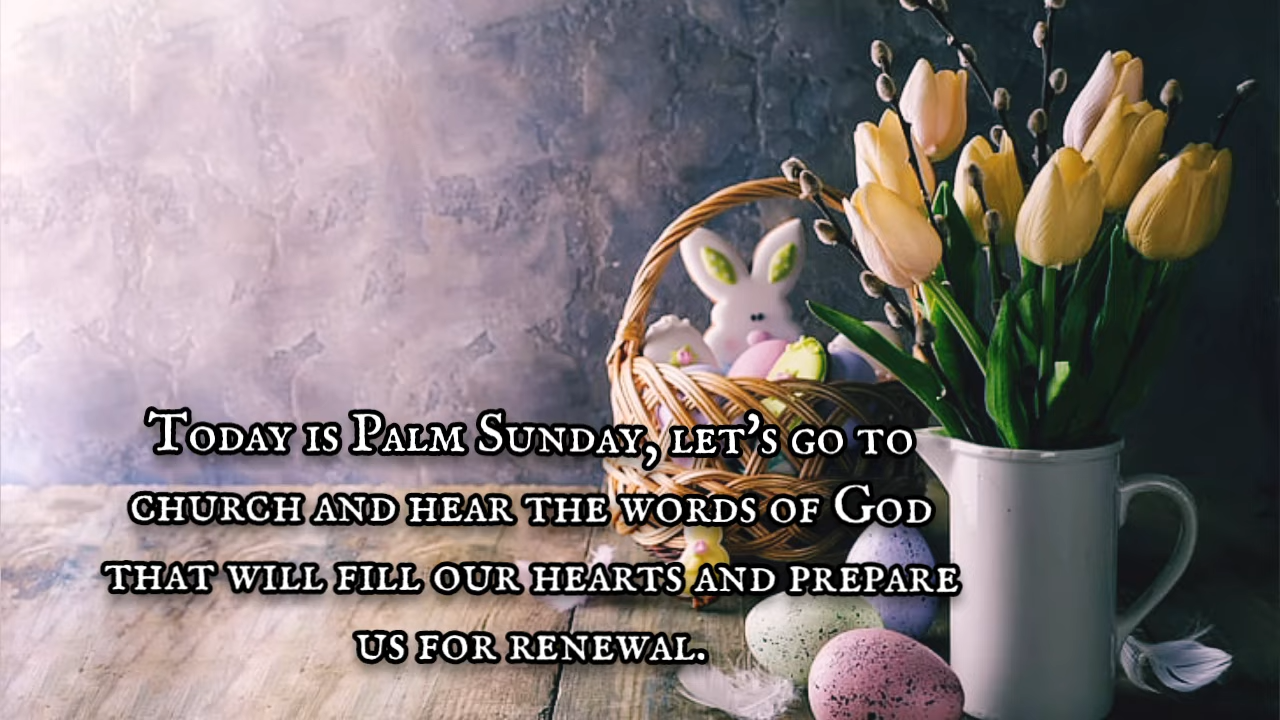 Today is Palm Sunday, let's go to
church and hear the words of God
that will fill our hearts and prepare
us for renewal.